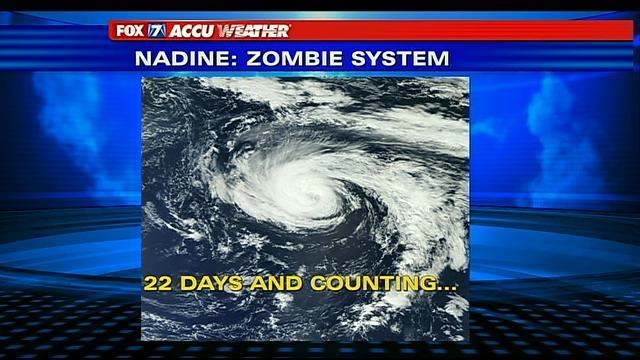 FOX 7 ACCU WEATHER
NADINE: ZOMBIE SYSTEM
22 DAYS AND COUNTING...